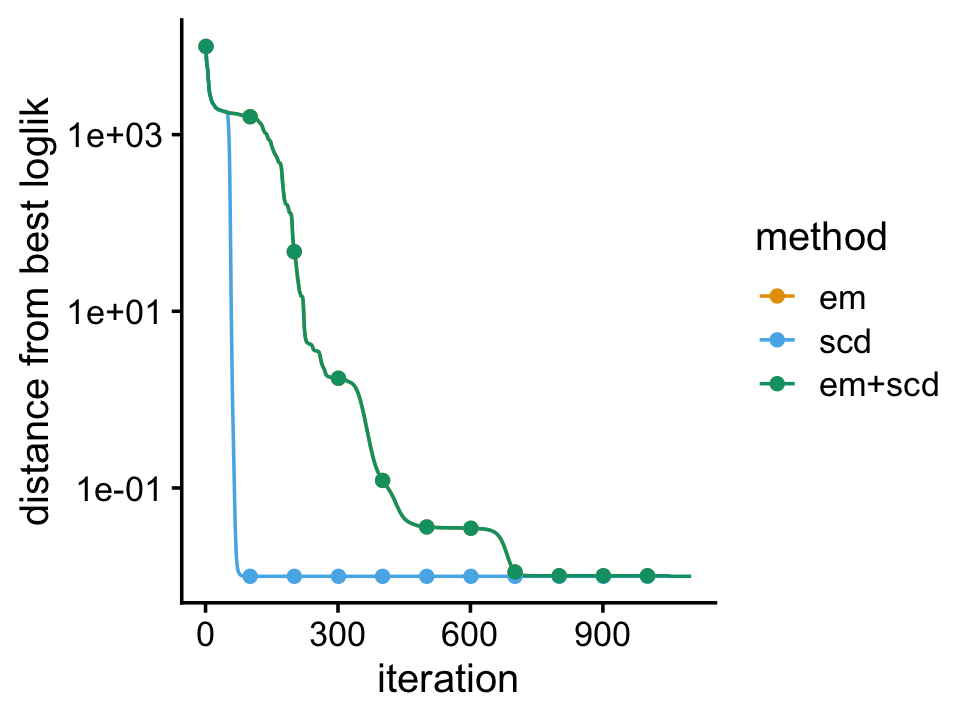 distance from best loglik
1e+03
1e+01
1e-01
0
300
600
900
iteration
method
em
scd
em+scd